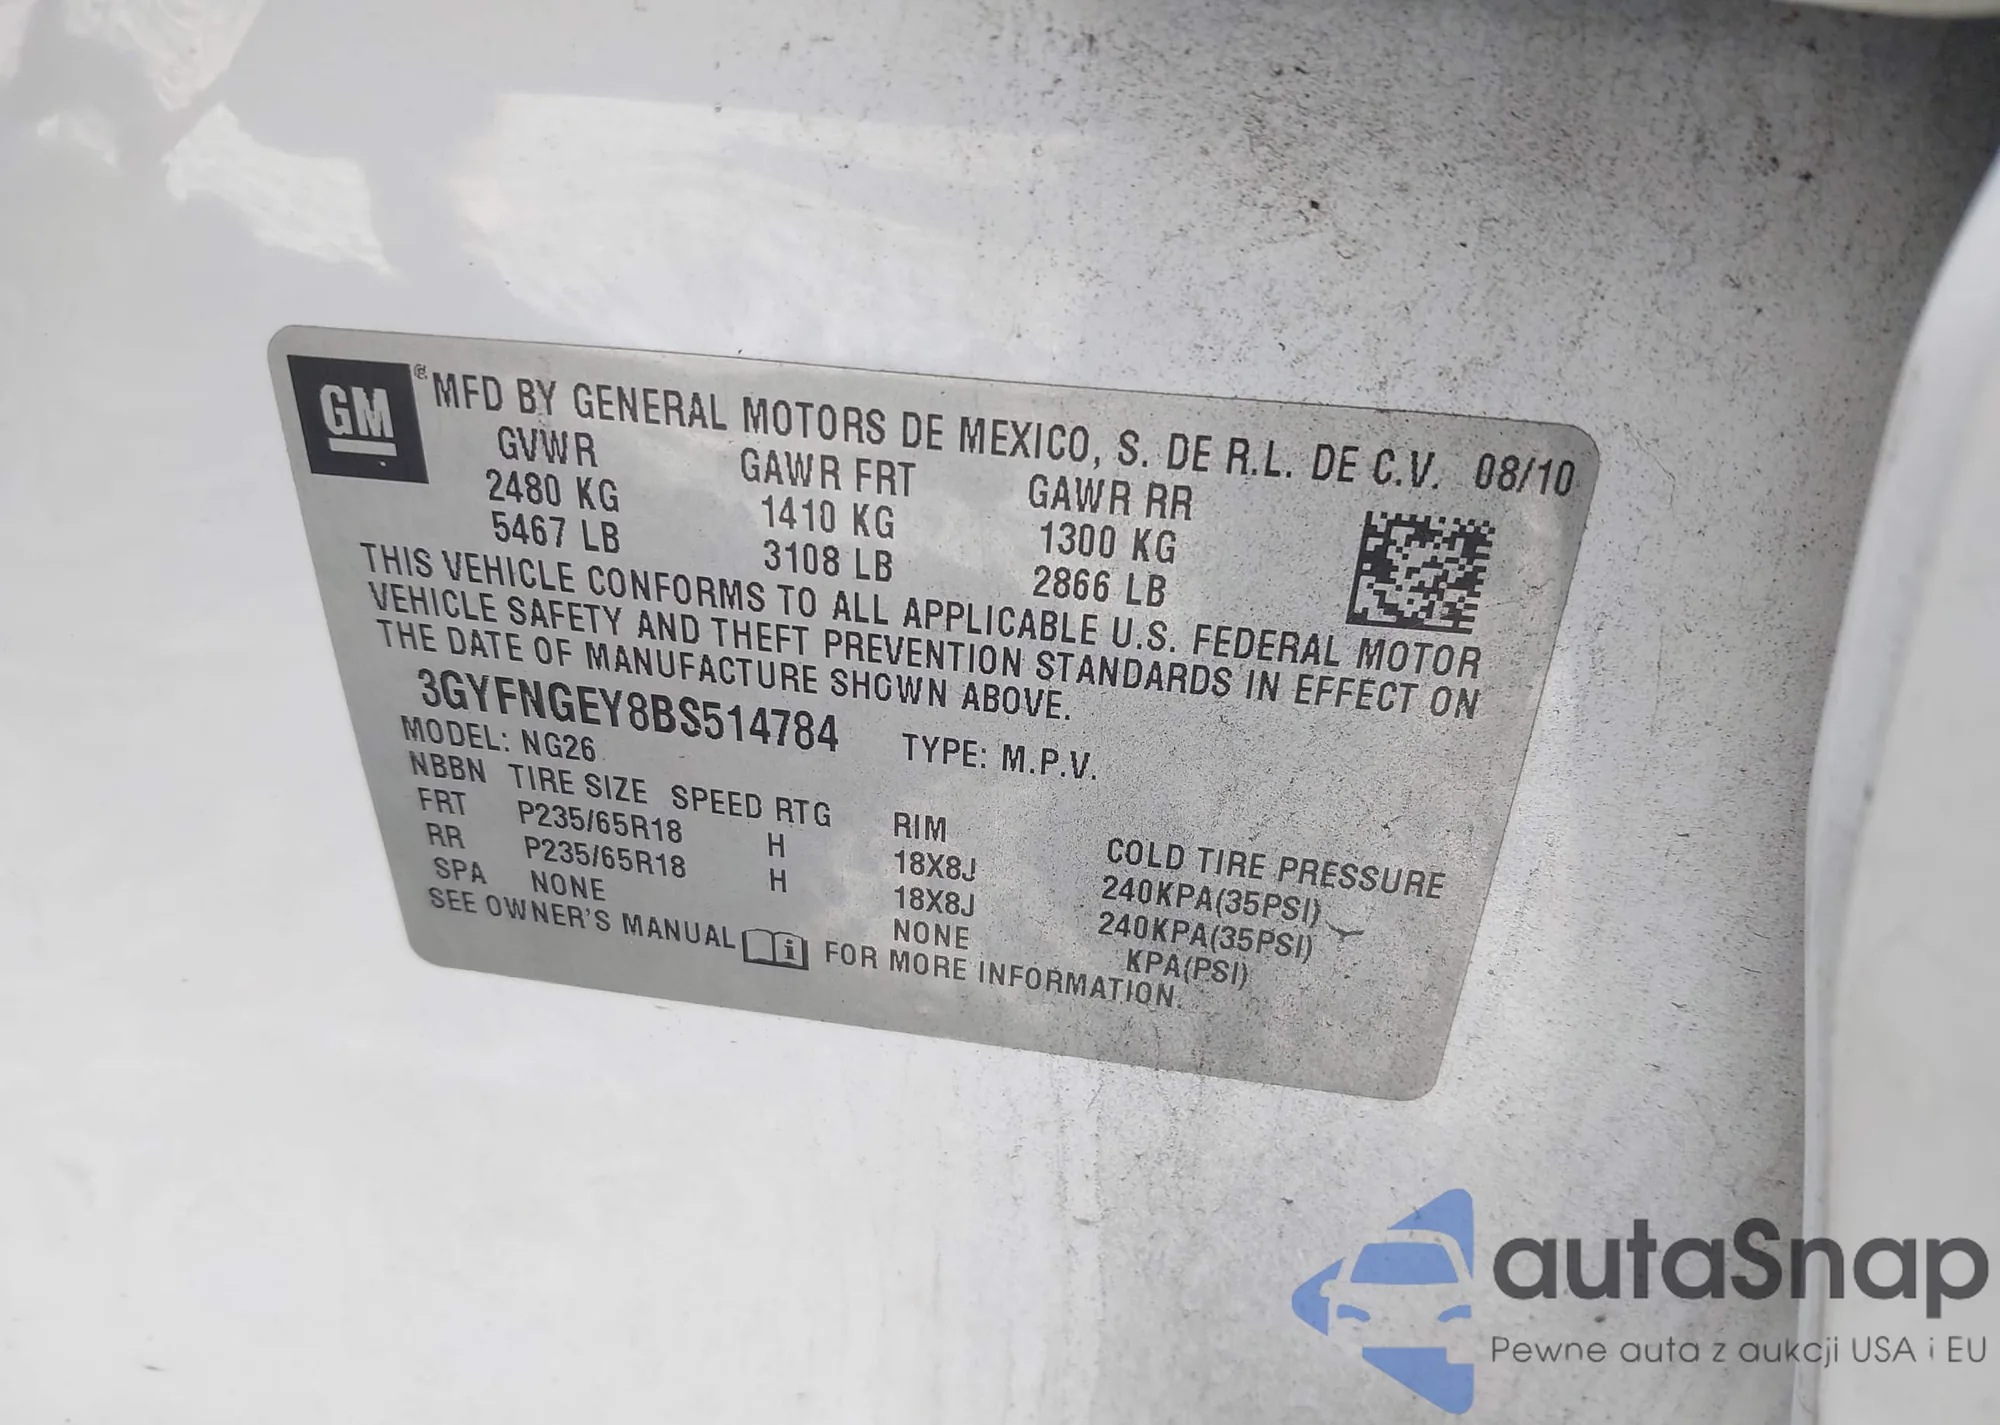 GM ® MFD BY GENERAL MOTORS DE MEXICO, S. DE R.L. DE C.V. 08/10
GVWR GAWR FRT GAWR RR
2480 KG 1410 KG 1300 KG
5467 LB 3108 LB 2866 LB
THIS VEHICLE CONFORMS TO ALL APPLICABLE U.S. FEDERAL MOTOR
VEHICLE SAFETY AND THEFT PREVENTION STANDARDS IN EFFECT ON
THE DATE OF MANUFACTURE SHOWN ABOVE.
3GYFNGEY8BS514784 TYPE: M.P.V.
MODEL: NG26
NBBN TIRE SIZE SPEED RTG RIM COLD TIRE PRESSURE
FRT P235/65R18 H 18X8J 240KPA(35PSI)
RR P235/65R18 H 18X8J 240KPA(35PSI)
SPA NONE NONE KPA(PSI)
SEE OWNER'S MANUAL i FOR MORE INFORMATION.
autaSnap
Pewne auta z aukcji USA i EU